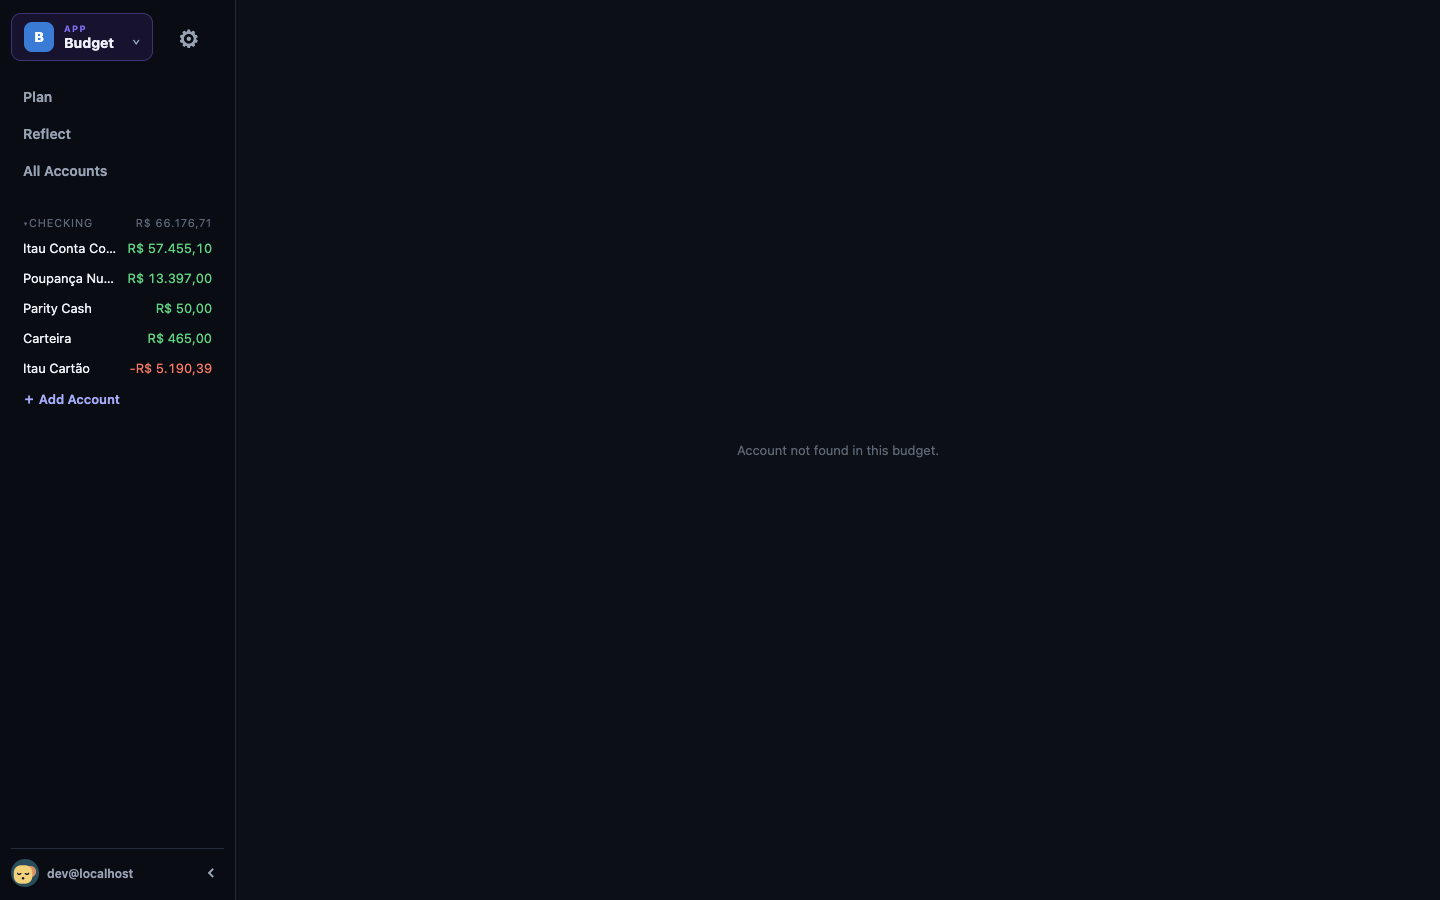 B
APP
Budget
Plan
Reflect
All Accounts
CHECKING R$ 66.176,71
Itau Conta Co... R$ 57.455,10
Poupança Nu... R$ 13.397,00
Parity Cash R$ 50,00
Carteira R$ 465,00
Itau Cartão -R$ 5.190,39
+ Add Account
Account not found in this budget.
dev@localhost